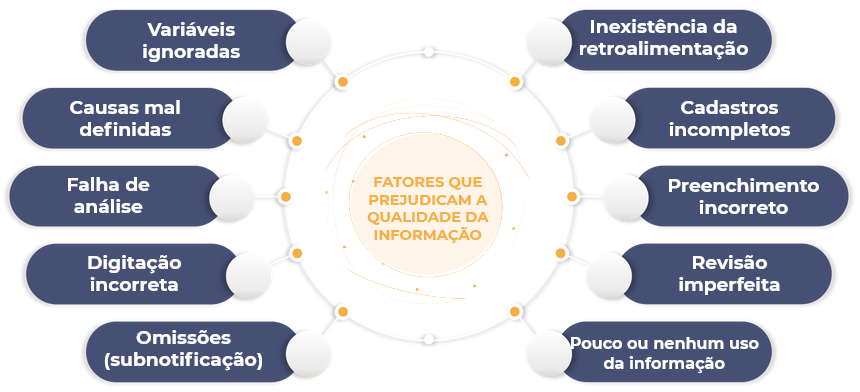 Variáveis
ignoradas
Causas mal
definidas
Falha de
análise
Digitação
incorreta
Omissões
(subnotificação)
FATORES QUE
PREJUDICAM A
QUALIDADE DA
INFORMAÇÃO
Inexistência da
retroalimentação
Cadastros
incompletos
Preenchimento
incorreto
Revisão
imperfeita
Pouco ou nenhum uso
da informação